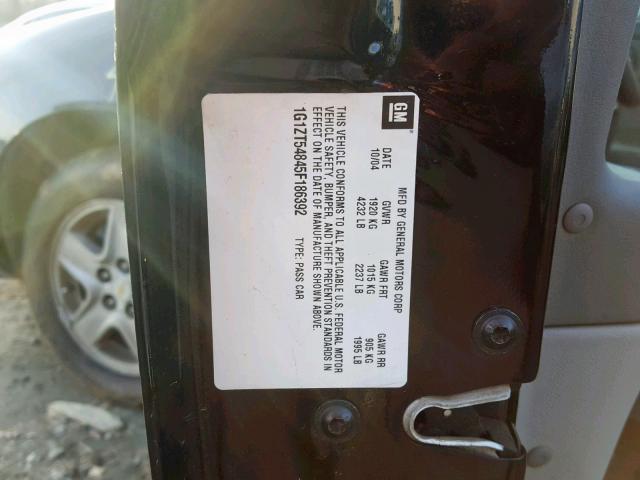 GM
MFD BY GENERAL MOTORS CORP
DATE GVWR GAWR FRT GAWR RR
10/04 1920 KG 1015 KG 905 KG
4232 LB 2237 LB 1995 LB
THIS VEHICLE CONFORMS TO ALL APPLICABLE U.S. FEDERAL MOTOR
VEHICLE SAFETY, BUMPER, AND THEFT PREVENTION STANDARDS IN
EFFECT ON THE DATE OF MANUFACTURE SHOWN ABOVE.
1G1ZT54845F186392 TYPE: PASS CAR